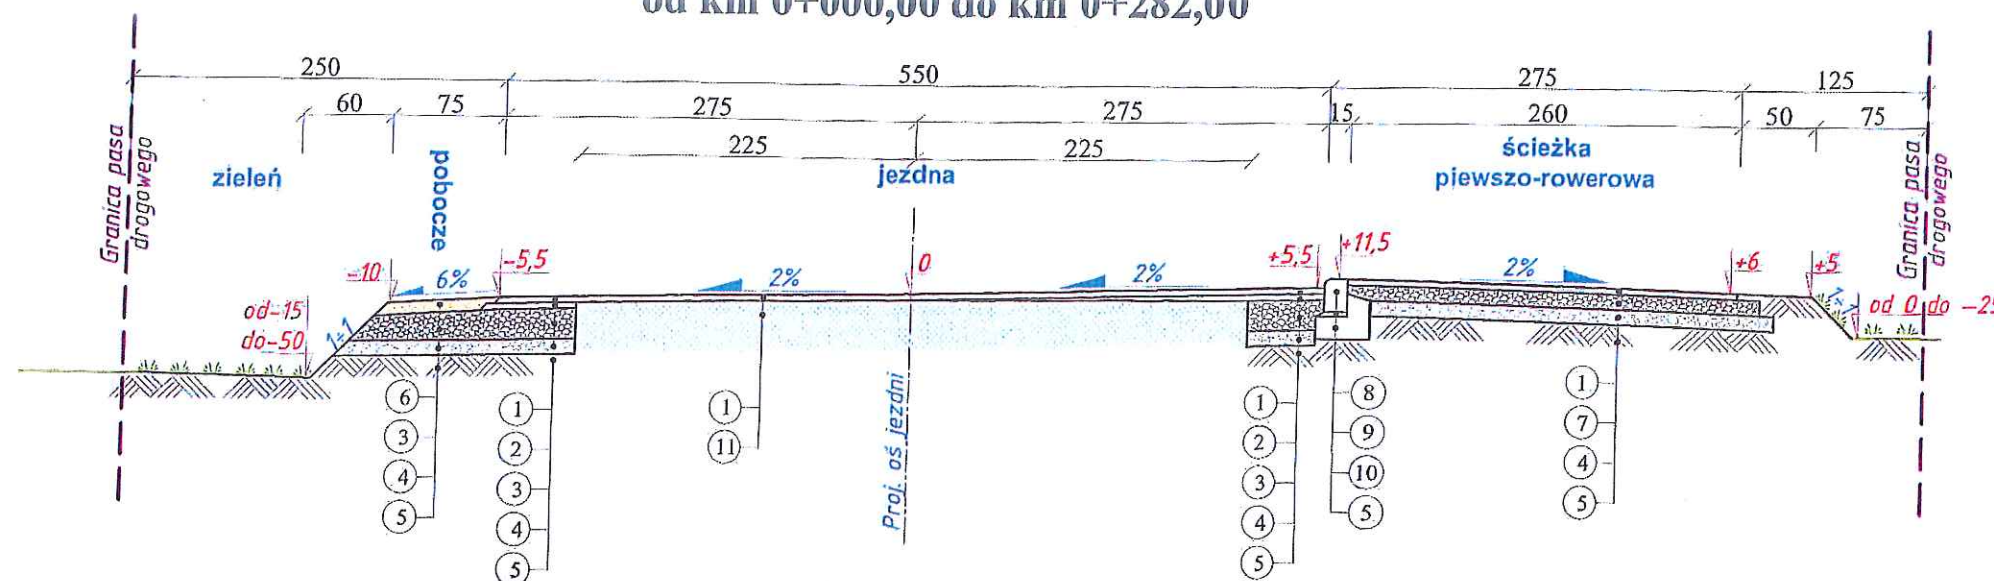 od km 0+000,00 do km 0+282,00
250 550 275 125
60 75 275 275 15 260 50 75
225 225
Granica pasa
drogowego
zieleń
pobocze
jezdna
ścieżka
piewszo-rowerowa
Granica pasa
drogowego
-10 6% -5,5 2% 0 2% +5,5 +11,5 2% +6 +5
od-15
do-50
1÷1
1÷1
od 0 do -25
Proj. oś jezdni
6
3
4
5
1
2
3
4
5
1
11
1
2
3
4
5
8
9
10
5
1
7
4
5